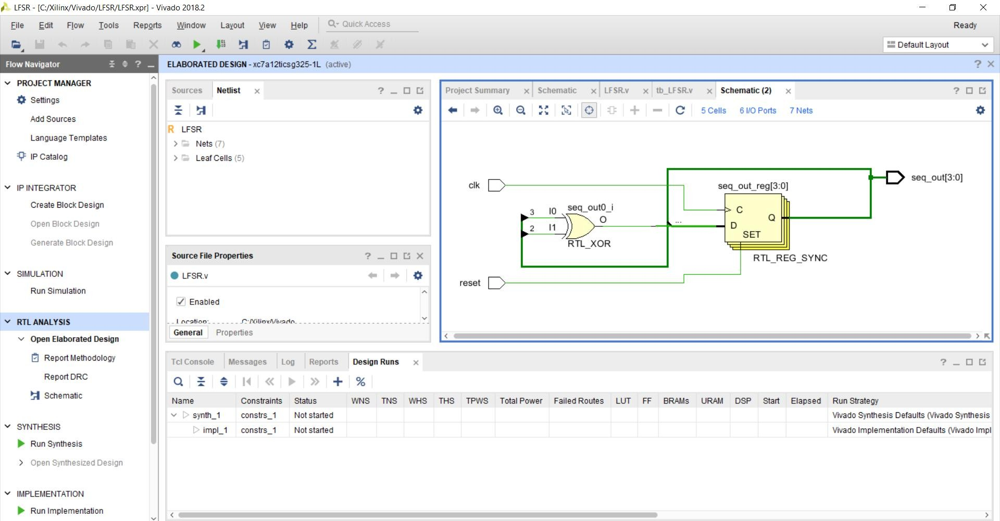 LFSR - [C:/Xilinx/Vivado/LFSR/LFSR.xpr] - Vivado 2018.2
File Edit Flow Tools Reports Window Layout View Help Quick Access Ready
Default Layout
Flow Navigator
ELABORATED DESIGN - xc7a12ticsg325-1L (active)
PROJECT MANAGER
Settings
Add Sources
Language Templates
IP Catalog
IP INTEGRATOR
Create Block Design
Open Block Design
Generate Block Design
SIMULATION
Run Simulation
RTL ANALYSIS
Open Elaborated Design
Report Methodology
Report DRC
Schematic
SYNTHESIS
Run Synthesis
Open Synthesized Design
IMPLEMENTATION
Run Implementation
Sources Netlist
LFSR
Nets (7)
Leaf Cells (5)
Source File Properties
LFSR.v
Enabled
Location: C:/Xilinx/Vivado
General Properties
Project Summary Schematic LFSR.v tb_LFSR.v Schematic (2)
5 Cells 6 I/O Ports 7 Nets
clk
seq_out_reg[3:0]
seq_out[3:0]
seq_out0_i
3 I0
2 I1
O
RTL_XOR
C
D
Q
SET
...
RTL_REG_SYNC
reset
Tcl Console Messages Log Reports Design Runs
Name Constraints Status WNS TNS WHS THS TPWS Total Power Failed Routes LUT FF BRAMs URAM DSP Start Elapsed Run Strategy
synth_1 constrs_1 Not started Vivado Synthesis Defaults (Vivado Synthesis
impl_1 constrs_1 Not started Vivado Implementation Defaults (Vivado Impl